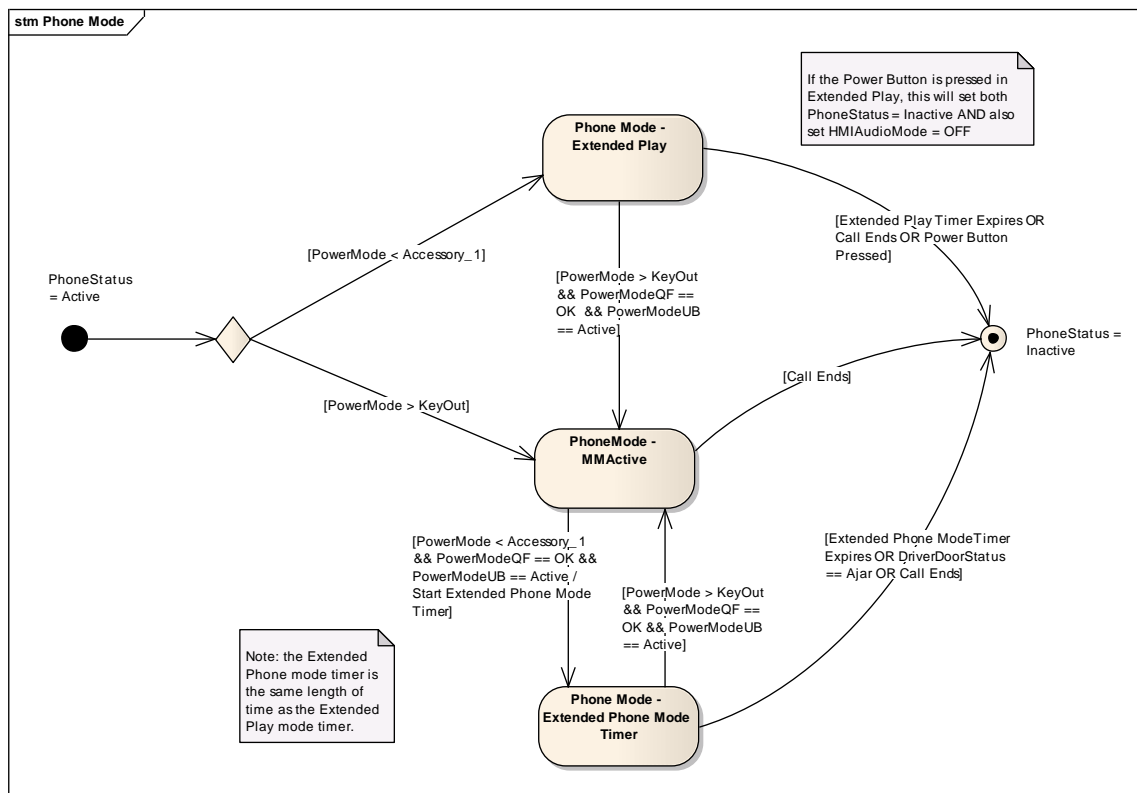 stm Phone Mode
If the Power Button is pressed in
Extended Play, this will set both
PhoneStatus = Inactive AND also
set HMIAudioMode = OFF
Phone Mode -
Extended Play
[Extended Play Timer Expires OR
Call Ends OR Power Button
Pressed]
[PowerMode < Accessory_1]
[PowerMode > KeyOut
&& PowerModeQF ==
OK && PowerModeUB
== Active]
PhoneStatus
= Active
PhoneStatus =
Inactive
[Call Ends]
[PowerMode > KeyOut]
PhoneMode -
MMActive
[PowerMode < Accessory_1
&& PowerModeQF == OK &&
PowerModeUB == Active /
Start Extended Phone Mode
Timer]
[PowerMode > KeyOut
&& PowerModeQF ==
OK && PowerModeUB
== Active]
[Extended Phone ModeTimer
Expires OR DriverDoorStatus
== Ajar OR Call Ends]
Note: the Extended
Phone mode timer is
the same length of
time as the Extended
Play mode timer.
Phone Mode -
Extended Phone Mode
Timer